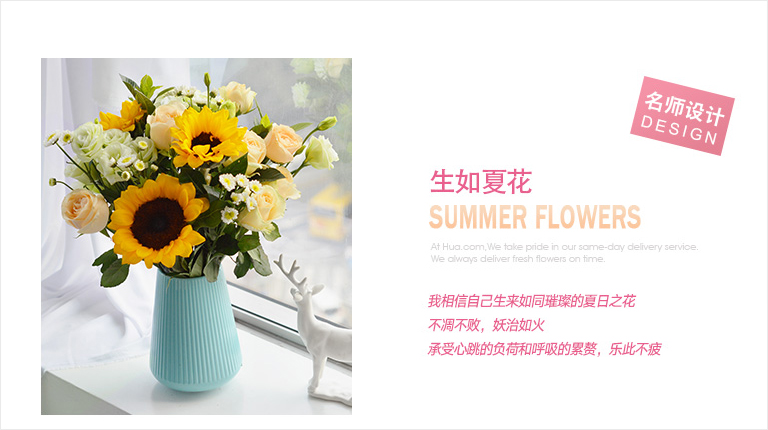 名师设计
DESIGN
生如夏花
SUMMER FLOWERS
At Hua.com,We take pride in our same-day delivery service.
We always deliver fresh flowers on time.
我相信自己生来如同璀璨的夏日之花
不凋不败，妖治如火
承受心跳的负荷和呼吸的累赘，乐此不疲